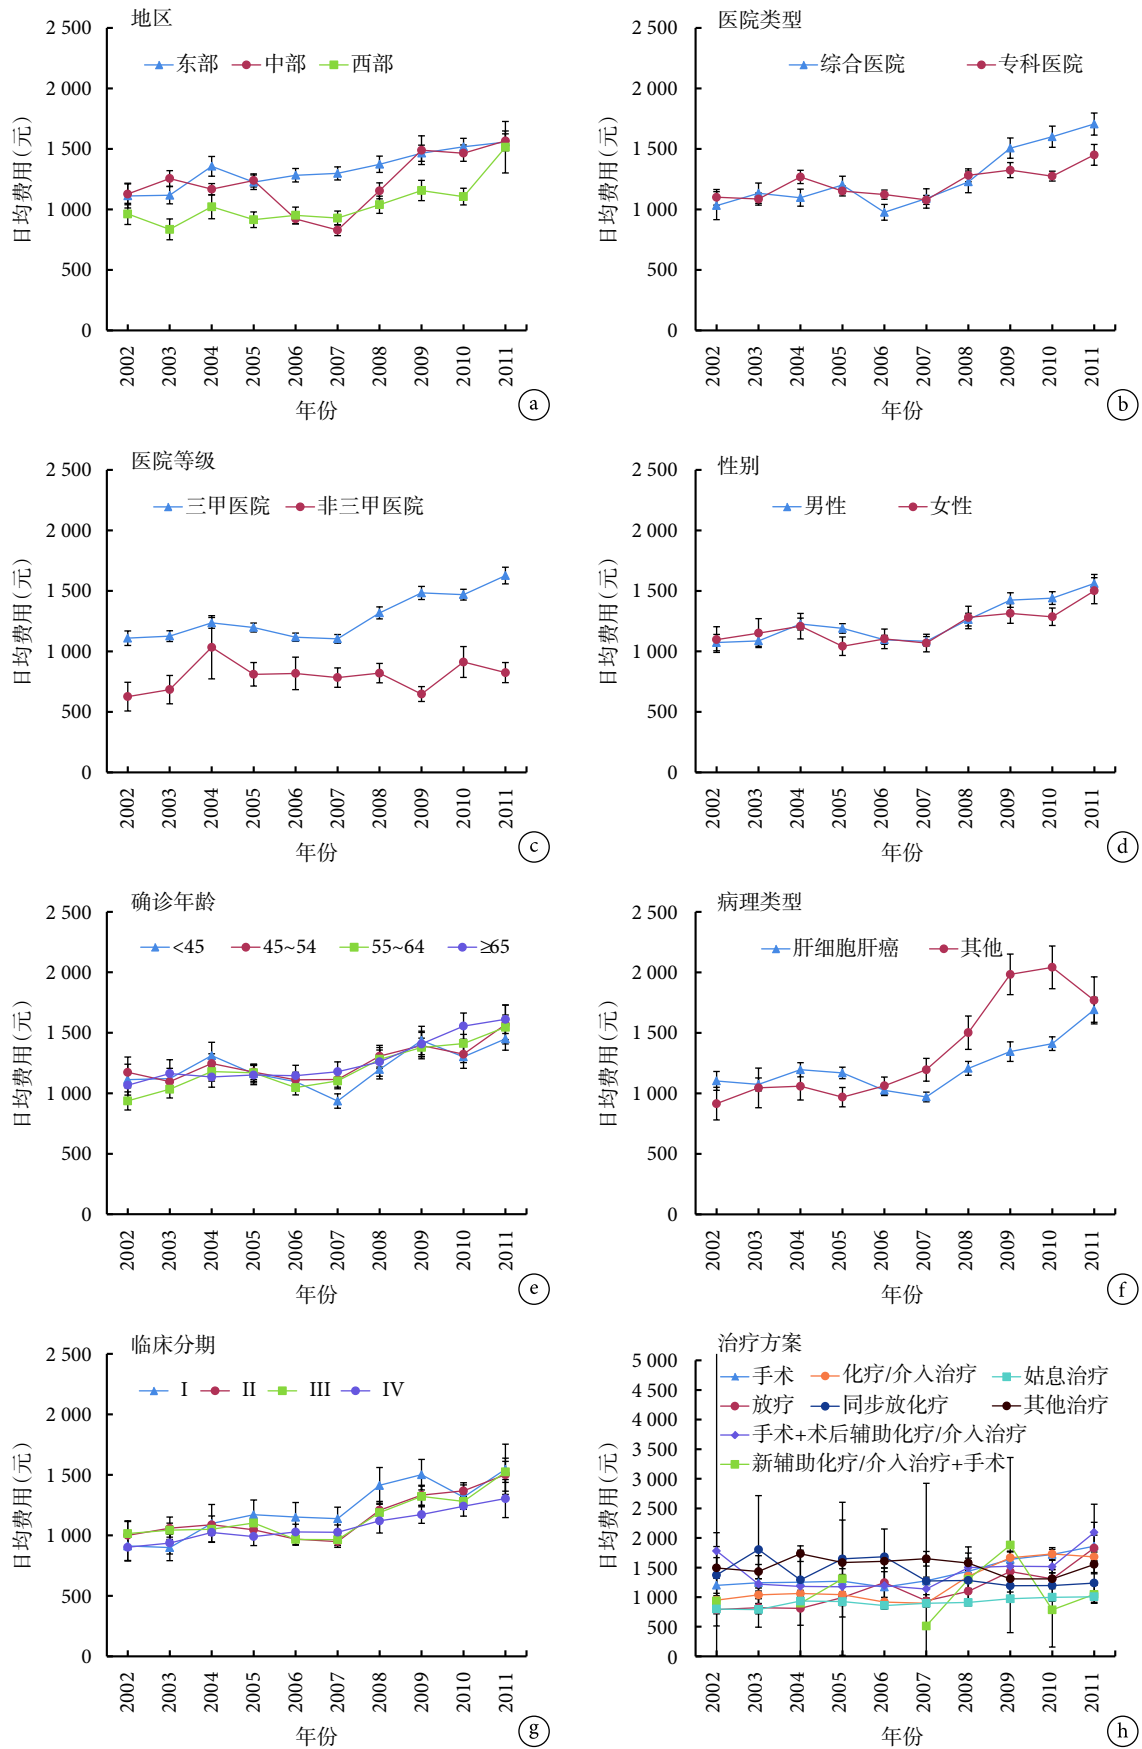 地区
2 500
2 000
1 500
1 000
500
0
日均费用(元)
东部 中部 西部
2002 2003 2004 2005 2006 2007 2008 2009 2010 2011
年份
a
医院类型
2 500
2 000
1 500
1 000
500
0
日均费用(元)
综合医院 专科医院
2002 2003 2004 2005 2006 2007 2008 2009 2010 2011
年份
b
医院等级
2 500
2 000
1 500
1 000
500
0
日均费用(元)
三甲医院 非三甲医院
2002 2003 2004 2005 2006 2007 2008 2009 2010 2011
年份
c
性别
2 500
2 000
1 500
1 000
500
0
日均费用(元)
男性 女性
2002 2003 2004 2005 2006 2007 2008 2009 2010 2011
年份
d
确诊年龄
2 500
2 000
1 500
1 000
500
0
日均费用(元)
<45 45~54 55~64 ≥65
2002 2003 2004 2005 2006 2007 2008 2009 2010 2011
年份
e
病理类型
2 500
2 000
1 500
1 000
500
0
日均费用(元)
肝细胞肝癌 其他
2002 2003 2004 2005 2006 2007 2008 2009 2010 2011
年份
f
临床分期
2 500
2 000
1 500
1 000
500
0
日均费用(元)
I II III IV
2002 2003 2004 2005 2006 2007 2008 2009 2010 2011
年份
g
治疗方案
5 000
4 500
4 000
3 500
3 000
2 500
2 000
1 500
1 000
500
0
日均费用(元)
手术 化疗/介入治疗 姑息治疗
放疗 同步放化疗 其他治疗
手术+术后辅助化疗/介入治疗
新辅助化疗/介入治疗+手术
2002 2003 2004 2005 2006 2007 2008 2009 2010 2011
年份
h